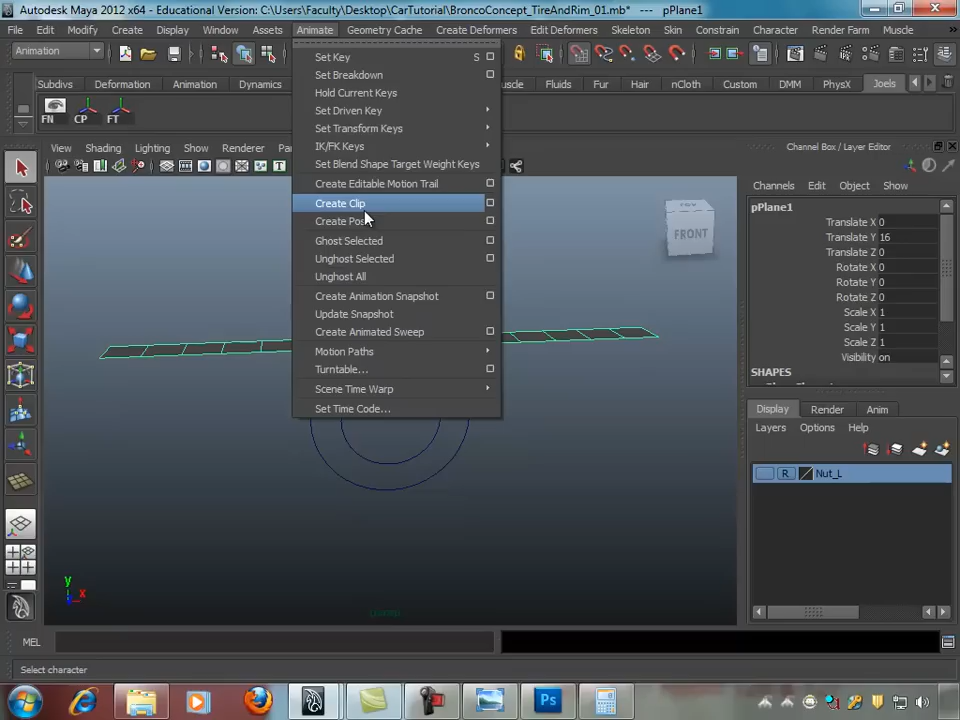 Autodesk Maya 2012 x64 - Educational Version: C:\Users\Faculty\Desktop\CarTutorial\BroncoConcept_TireAndRim_01.mb* --- pPlane1
File Edit Modify Create Display Window Assets Animate Geometry Cache Create Deformers Edit Deformers Skeleton Skin Constrain Character Render Farm Muscle
Animation
Subdivs Deformation Animation Dynamics Fluids Fur Hair nCloth Custom DMM PhysX Joels
FN CP FT
View Shading Lighting Show Renderer
Set Key S
Set Breakdown
Hold Current Keys
Set Driven Key
Set Transform Keys
IK/FK Keys
Set Blend Shape Target Weight Keys
Create Editable Motion Trail
Create Clip
Ghost Selected
Unghost Selected
Unghost All
Create Animation Snapshot
Update Snapshot
Create Animated Sweep
Motion Paths
Turntable...
Scene Time Warp
Set Time Code...
FRONT
y
x
Channel Box / Layer Editor
Channels Edit Object Show
pPlane1
Translate X 0
Translate Y 16
Translate Z 0
Rotate X 0
Rotate Y 0
Rotate Z 0
Scale X 1
Scale Y 1
Scale Z 1
Visibility on
SHAPES
Display Render Anim
Layers Options Help
R Nut_L
MEL
Select character
Ps